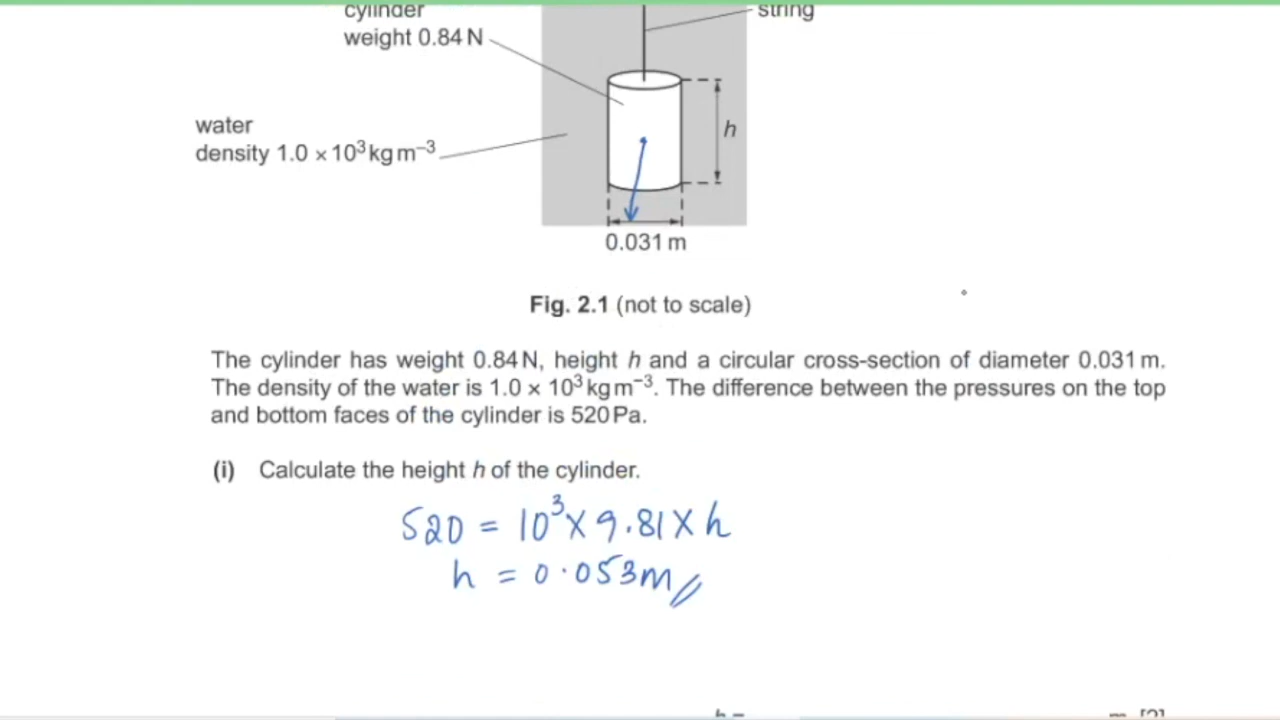 cylinder
string
weight 0.84 N
water
density 1.0 × 10³ kg m⁻³
h
0.031 m
Fig. 2.1 (not to scale)
The cylinder has weight 0.84 N, height h and a circular cross-section of diameter 0.031 m.
The density of the water is 1.0 × 10³ kg m⁻³. The difference between the pressures on the top
and bottom faces of the cylinder is 520 Pa.
(i) Calculate the height h of the cylinder.
520 = 10³ × 9.81 × h
h = 0.053m